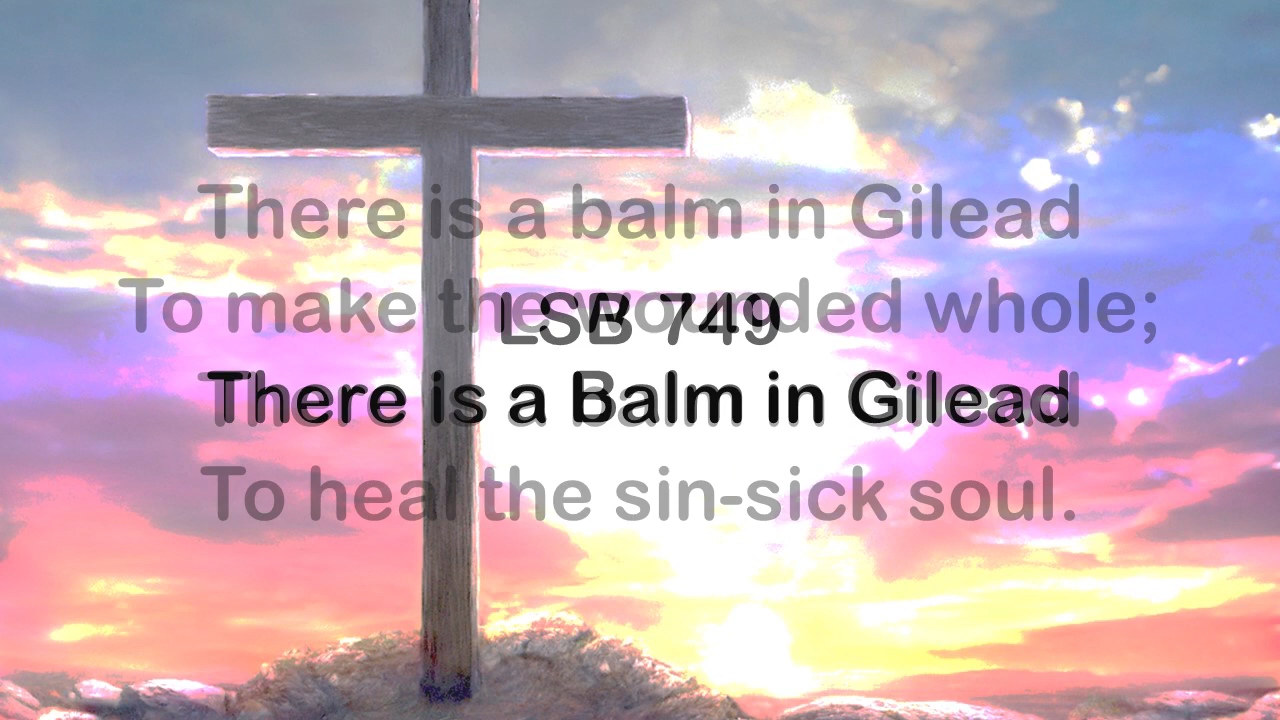 There is a balm in Gilead
To make the wounded whole;
LSB 749
There is a Balm in Gilead
To heal the sin-sick soul.